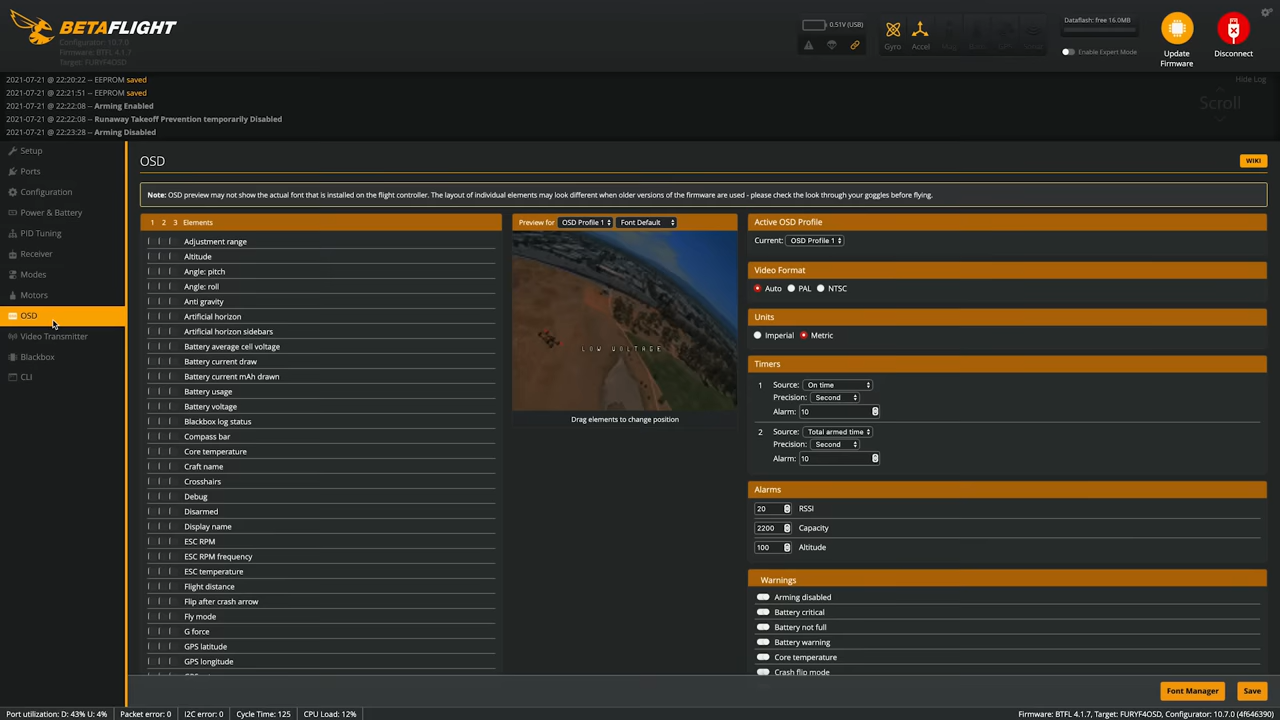 BETAFLIGHT
Configurator: 10.7.0
Firmware: BTFL 4.1.7
Target: FURYF4OSD
0.51V (USB)
Gyro
Accel
Dataflash: free 16.0MB
Enable Expert Mode
Update Firmware
Disconnect
2021-07-21 @ 22:20:22 -- EEPROM saved
2021-07-21 @ 22:21:51 -- EEPROM saved
2021-07-21 @ 22:22:08 -- Arming Enabled
2021-07-21 @ 22:22:08 -- Runaway Takeoff Prevention temporarily Disabled
2021-07-21 @ 22:23:28 -- Arming Disabled
Hide Log
Scroll
Setup
Ports
Configuration
Power & Battery
PID Tuning
Receiver
Modes
Motors
OSD
Video Transmitter
Blackbox
CLI
OSD
WIKI
Note: OSD preview may not show the actual font that is installed on the flight controller. The layout of individual elements may look different when older versions of the firmware are used - please check the look through your goggles before flying.
1 2 3 Elements
Adjustment range
Altitude
Angle: pitch
Angle: roll
Anti gravity
Artificial horizon
Artificial horizon sidebars
Battery average cell voltage
Battery current draw
Battery current mAh drawn
Battery usage
Battery voltage
Blackbox log status
Compass bar
Core temperature
Craft name
Crosshairs
Debug
Disarmed
Display name
ESC RPM
ESC RPM frequency
ESC temperature
Flight distance
Flip after crash arrow
Fly mode
G force
GPS latitude
GPS longitude
Preview for OSD Profile 1 Font Default
LOW VOLTAGE
Drag elements to change position
Active OSD Profile
Current: OSD Profile 1
Video Format
Auto PAL NTSC
Units
Imperial Metric
Timers
1 Source: On time
Precision: Second
Alarm: 10
2 Source: Total armed time
Precision: Second
Alarm: 10
Alarms
20 RSSI
2200 Capacity
100 Altitude
Warnings
Arming disabled
Battery critical
Battery not full
Battery warning
Core temperature
Crash flip mode
Font Manager
Save
Port utilization: D: 43% U: 4%
Packet error: 0
I2C error: 0
Cycle Time: 125
CPU Load: 12%
Firmware: BTFL 4.1.7, Target: FURYF4OSD, Configurator: 10.7.0 (4f646390)